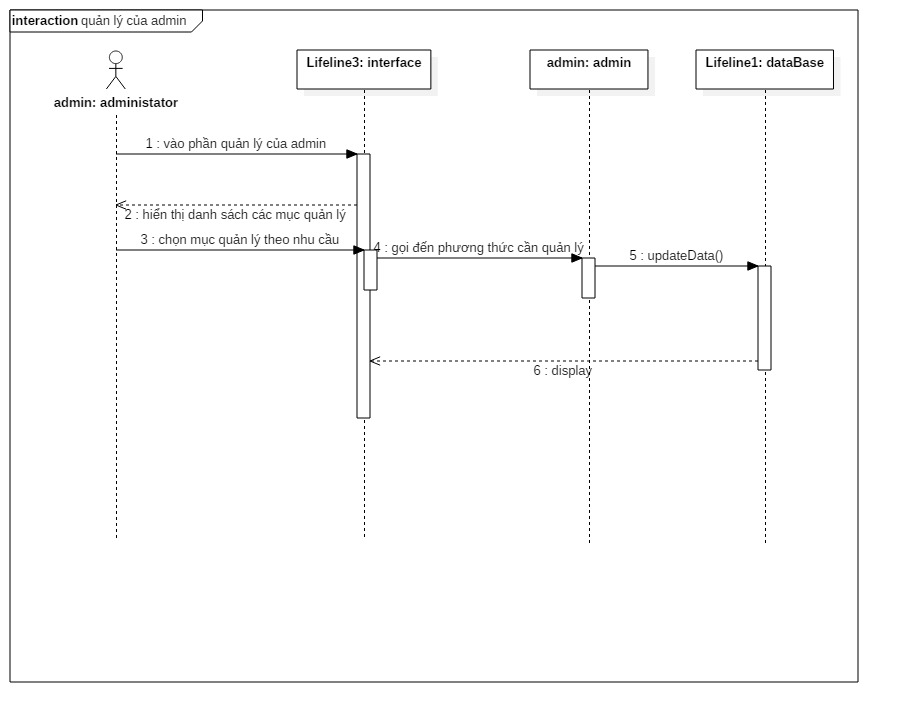 interaction quản lý của admin
Lifeline3: interface
admin: admin
Lifeline1: dataBase
admin: administator
1 : vào phần quản lý của admin
2 : hiển thị danh sách các mục quản lý
3 : chọn mục quản lý theo nhu cầu
4 : gọi đến phương thức cần quản lý
5 : updateData()
6 : display